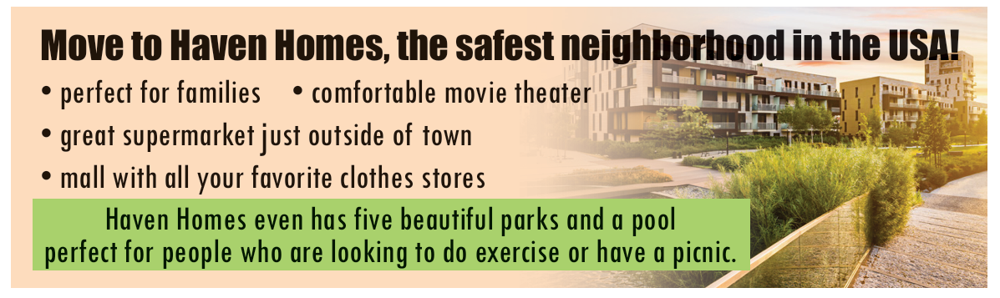 Move to Haven Homes, the safest neighborhood in the USA!
• perfect for families • comfortable movie theater
• great supermarket just outside of town
• mall with all your favorite clothes stores
Haven Homes even has five beautiful parks and a pool
perfect for people who are looking to do exercise or have a picnic.